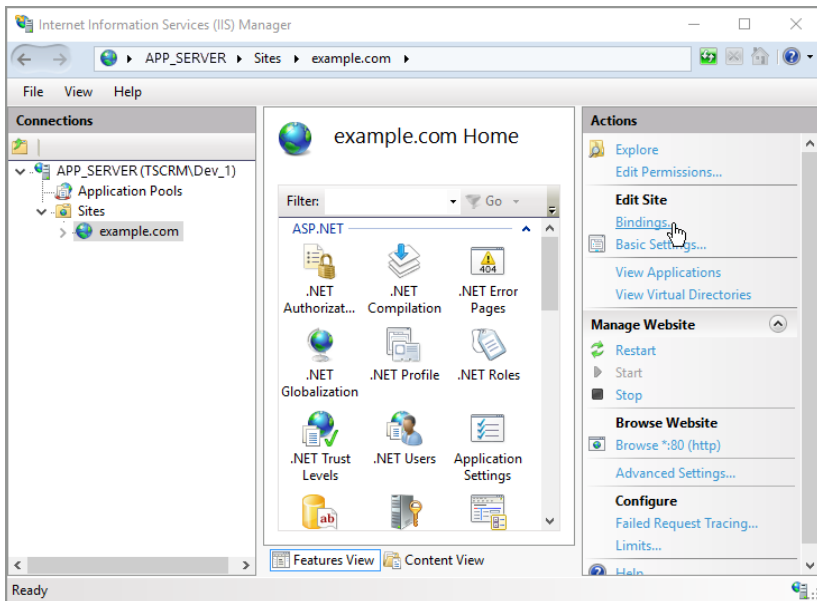 Internet Information Services (IIS) Manager
APP_SERVER Sites example.com
File View Help
Connections
APP_SERVER (TSCRM\Dev_1)
Application Pools
Sites
example.com
example.com Home
Filter: Go
ASP.NET
.NET Authorizat...
.NET Compilation
404
.NET Error Pages
.NET Globalization
.NET Profile
.NET Roles
.NET Trust Levels
.NET Users
Application Settings
ab
Features View Content View
Actions
Explore
Edit Permissions...
Edit Site
Bindings...
Basic Settings...
View Applications
View Virtual Directories
Manage Website
Restart
Start
Stop
Browse Website
Browse *:80 (http)
Advanced Settings...
Configure
Failed Request Tracing...
Limits...
Help
Ready